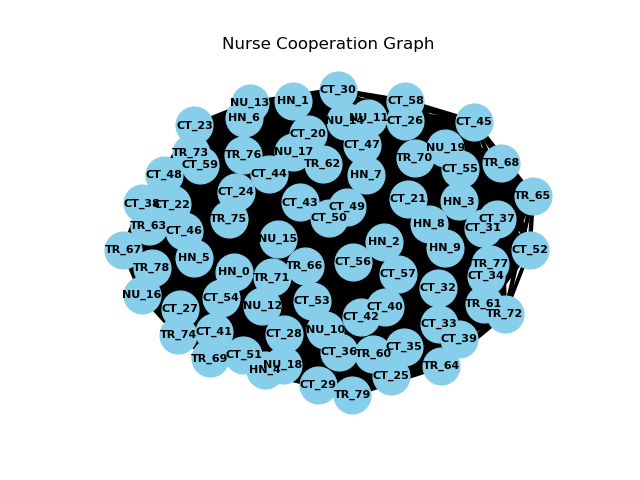 Nurse Cooperation Graph
CT_30
NU_13
HN_1
CT_58
HN_6
NU_14
NU_11
CT_26
CT_45
CT_23
CT_20
CT_47
NU_19
TR_73
TR_76
NU_17
TR_62
TR_70
CT_59
CT_55
TR_68
CT_48
CT_44
HN_7
CT_24
TR_65
CT_38
CT_22
CT_43
CT_49
CT_21
HN_3
TR_75
CT_50
CT_37
TR_63
CT_46
HN_8
CT_31
NU_15
HN_2
TR_67
HN_5
HN_9
CT_52
TR_78
HN_0
TR_71
TR_66
CT_56
CT_57
TR_77
CT_34
NU_16
CT_54
NU_12
CT_53
CT_32
CT_27
CT_42
CT_40
TR_61
TR_72
TR_74
CT_41
CT_28
NU_10
CT_33
CT_39
TR_69
CT_51
CT_36
TR_60
CT_35
HN_4
NU_18
TR_64
CT_29
CT_25
TR_79